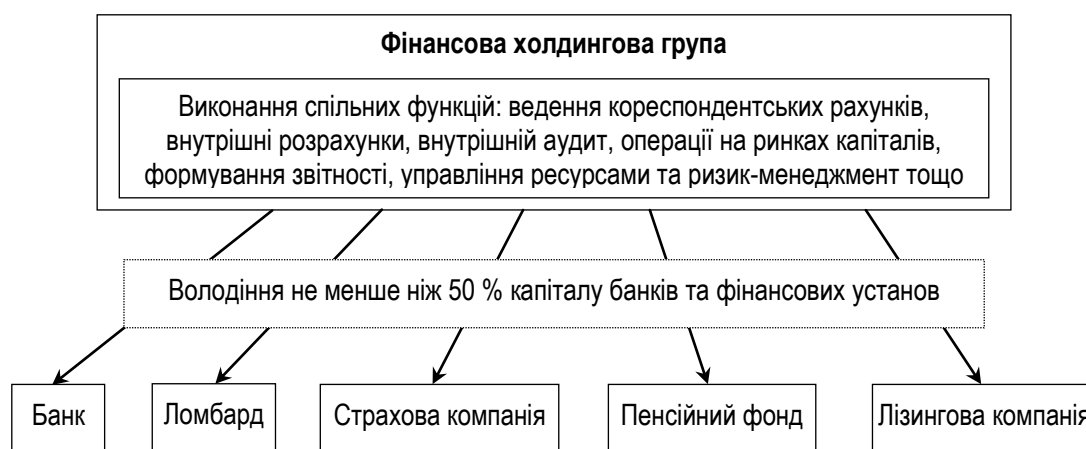 Фінансова холдингова група
Виконання спільних функцій: ведення кореспондентських рахунків,
внутрішні розрахунки, внутрішній аудит, операції на ринках капіталів,
формування звітності, управління ресурсами та ризик-менеджмент тощо
Володіння не менше ніж 50 % капіталу банків та фінансових установ
Банк
Ломбард
Страхова компанія
Пенсійний фонд
Лізингова компанія